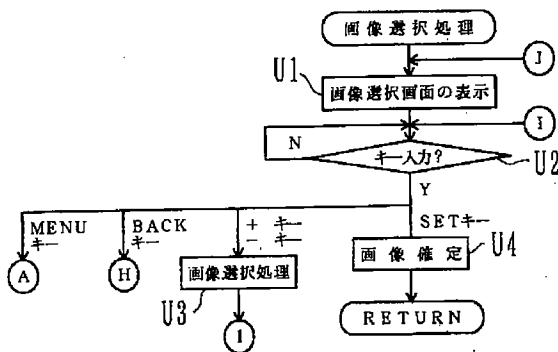 画像選択処理
J
U1
画像選択画面の表示
I
N
キー入力?
U2
Y
MENU
キー
BACK
キー
+ キー
- キー
SETキー
A
H
画像選択処理
U3
画像確定
U4
1
RETURN